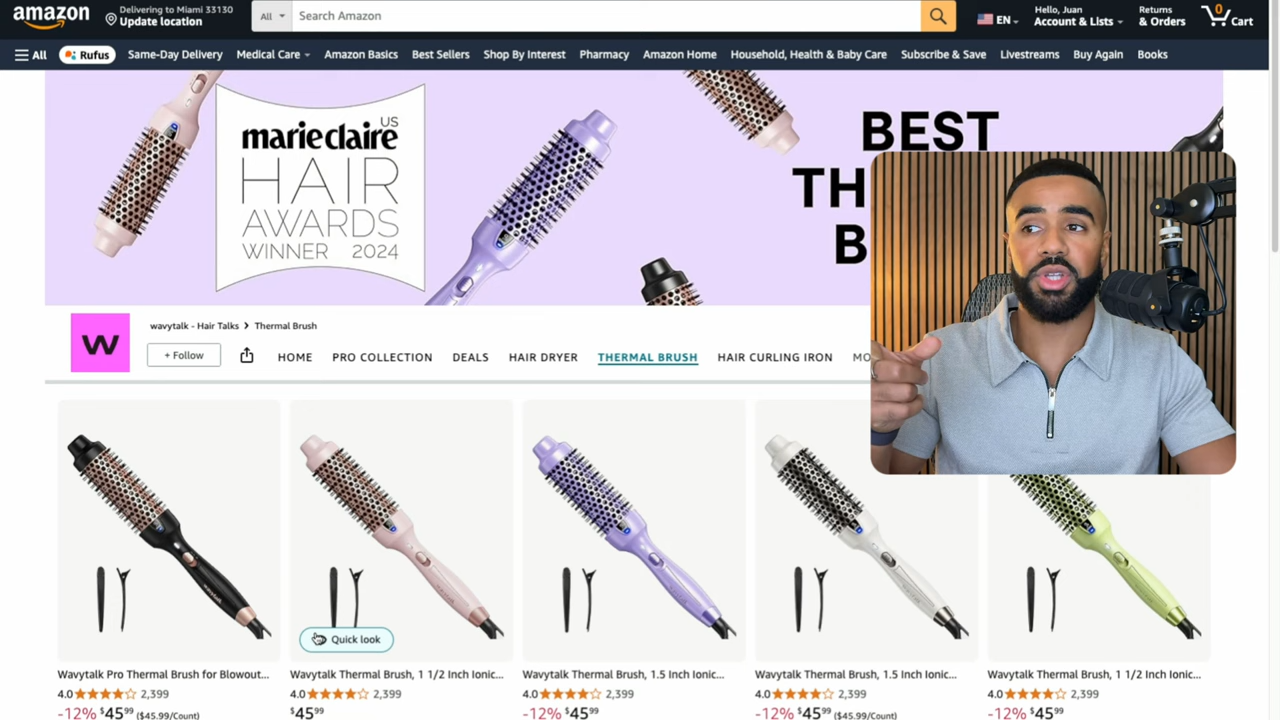 amazon
Delivering to Miami 33130
Update location
All
Search Amazon
EN
Hello, Juan
Account & Lists
Returns
& Orders
0
Cart
All
Rufus
Same-Day Delivery
Medical Care
Amazon Basics
Best Sellers
Shop By Interest
Pharmacy
Amazon Home
Household, Health & Baby Care
Subscribe & Save
Livestreams
Buy Again
Books
marie claire US
HAIR
AWARDS
WINNER 2024
BEST
TH
B
W
wavytalk - Hair Talks > Thermal Brush
+ Follow
HOME
PRO COLLECTION
DEALS
HAIR DRYER
THERMAL BRUSH
HAIR CURLING IRON
MO
Quick look
Wavytalk Pro Thermal Brush for Blowout...
4.0 2,399
-12% $45.99 ($45.99/Count)
Wavytalk Thermal Brush, 1 1/2 Inch Ionic...
4.0 2,399
$45.99
Wavytalk Thermal Brush, 1.5 Inch Ionic...
4.0 2,399
-12% $45.99
Wavytalk Thermal Brush, 1.5 Inch Ionic...
4.0 2,399
-12% $45.99 ($45.99/Count)
Wavytalk Thermal Brush, 1 1/2 Inch Ionic...
4.0 2,399
-12% $45.99